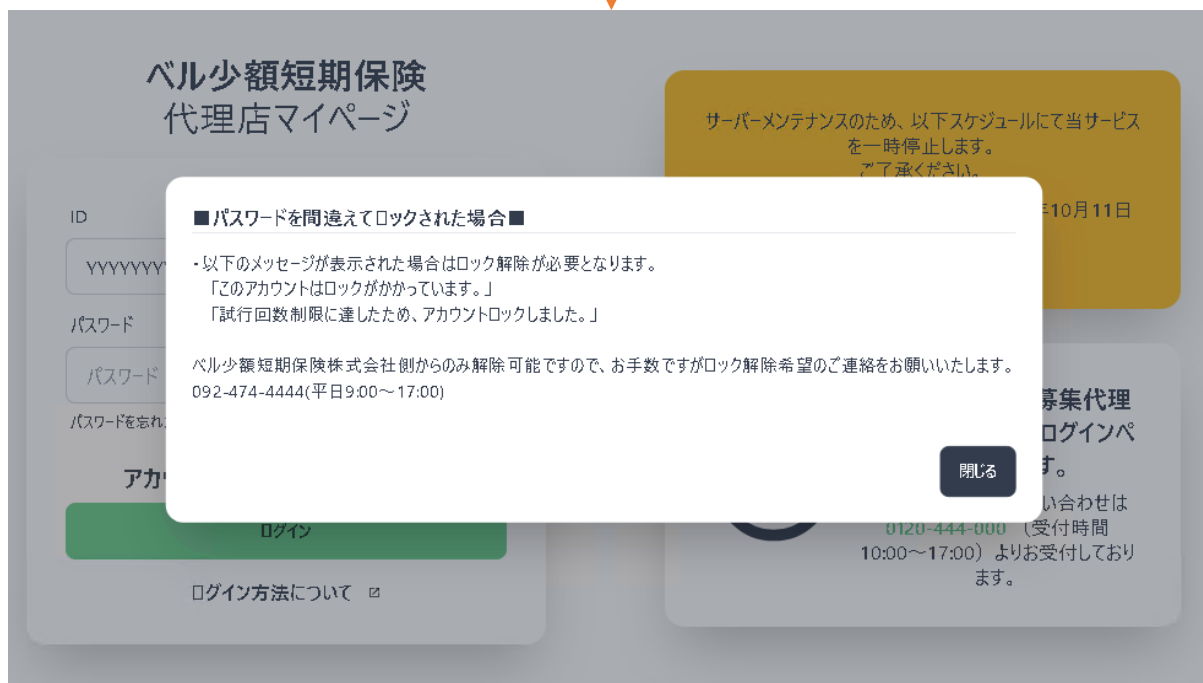 ベル少額短期保険
代理店マイページ
サーバーメンテナンスのため、以下スケジュールにて当サービス
を一時停止します。
ご了承ください。
10月11日
ID
YYYYYYY
パスワード
パスワード
パスワードを忘れ
アカ
ログイン
ログイン方法について
■パスワードを間違えてロックされた場合■
・以下のメッセージが表示された場合はロック解除が必要となります。
「このアカウントはロックがかかっています。」
「試行回数制限に達したため、アカウントロックしました。」
ベル少額短期保険株式会社側からのみ解除可能ですので、お手数ですがロック解除希望のご連絡をお願いいたします。
092-474-4444(平日9:00～17:00)
閉じる
募集代理
ログインペ
す。
い合わせは
0120-444-000 （受付時間
10:00～17:00）よりお受付しており
ます。